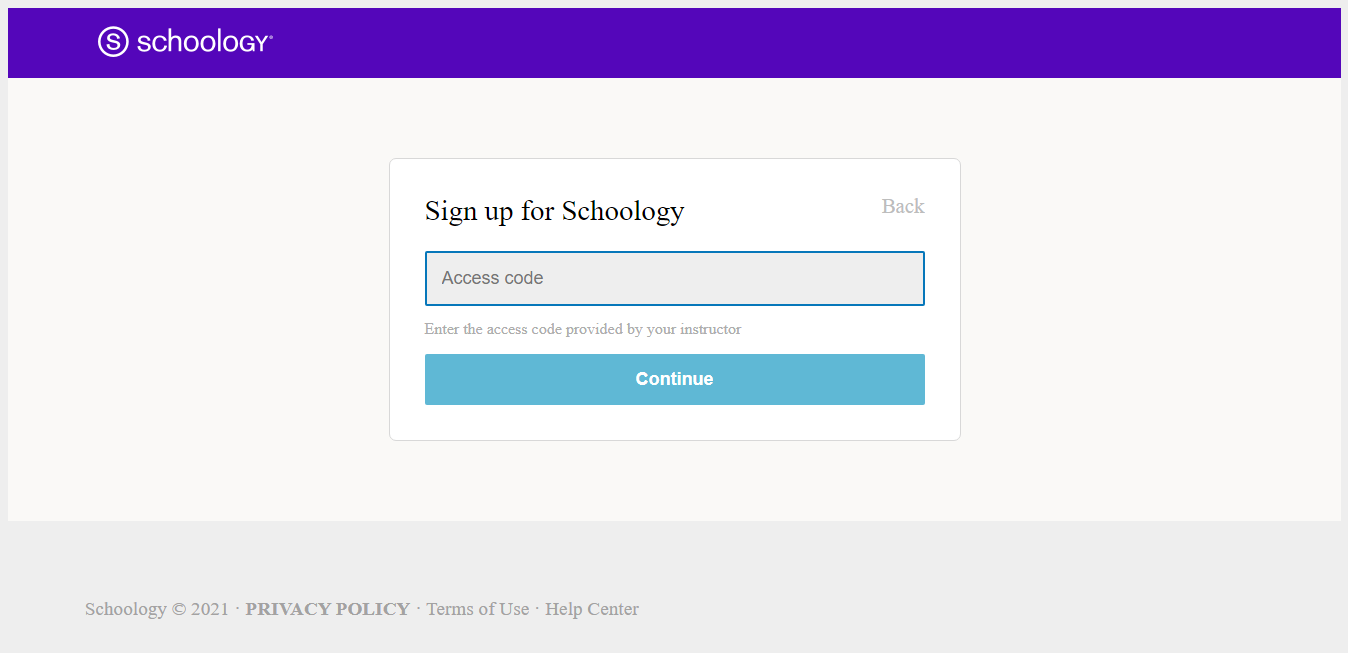 S schooloGY
Sign up for Schoology
Back
Access code
Enter the access code provided by your instructor
Continue
Schoology © 2021 · PRIVACY POLICY · Terms of Use · Help Center